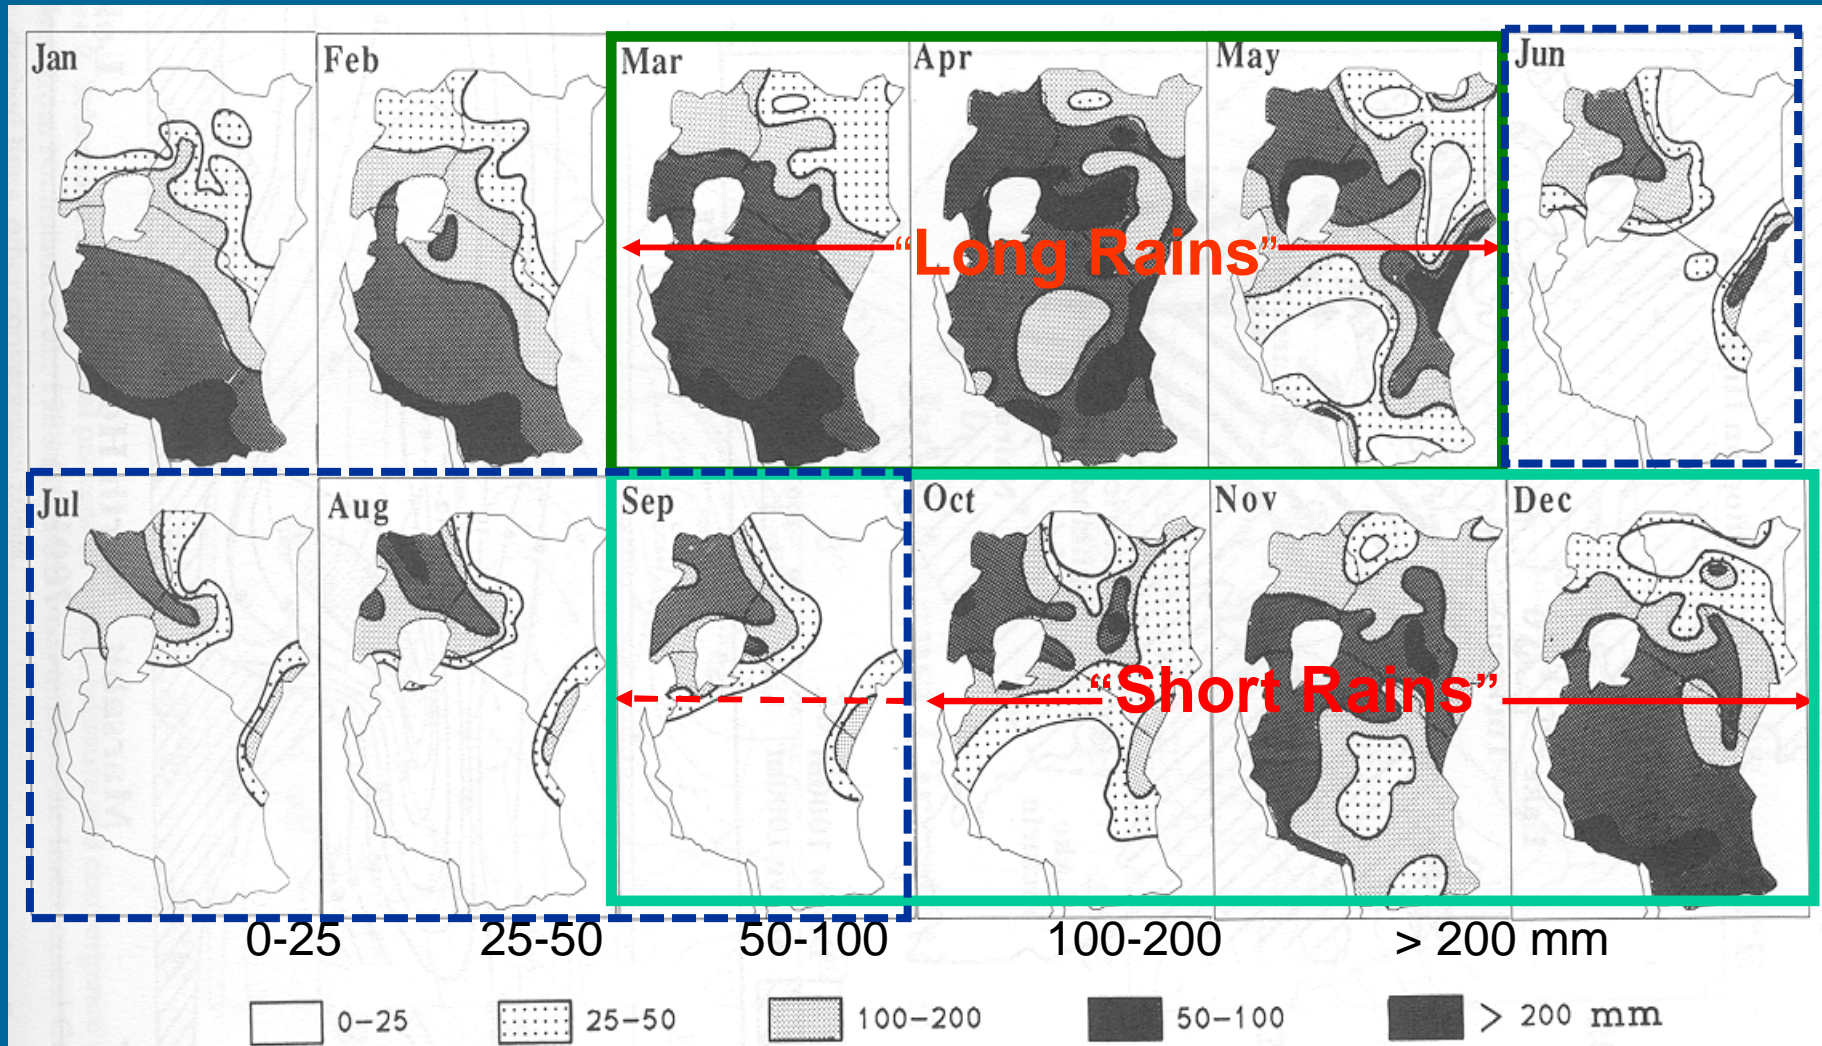 Jan
Feb
Mar
Apr
May
Jun
“Long Rains”
Jul
Aug
Sep
Oct
Nov
Dec
“Short Rains”
0-25 25-50 50-100 100-200 > 200 mm
0-25 25-50 100-200 50-100 > 200 mm